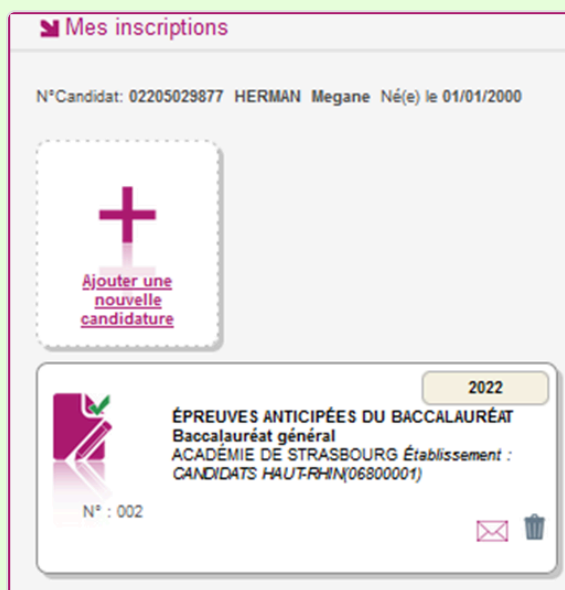 Mes inscriptions
N°Candidat: 02205029877 HERMAN Megane Né(e) le 01/01/2000
Ajouter une
nouvelle
candidature
2022
ÉPREUVES ANTICIPÉES DU BACCALAURÉAT
Baccalauréat général
ACADÉMIE DE STRASBOURG Établissement :
CANDIDATS HAUT-RHIN(06800001)
N° : 002